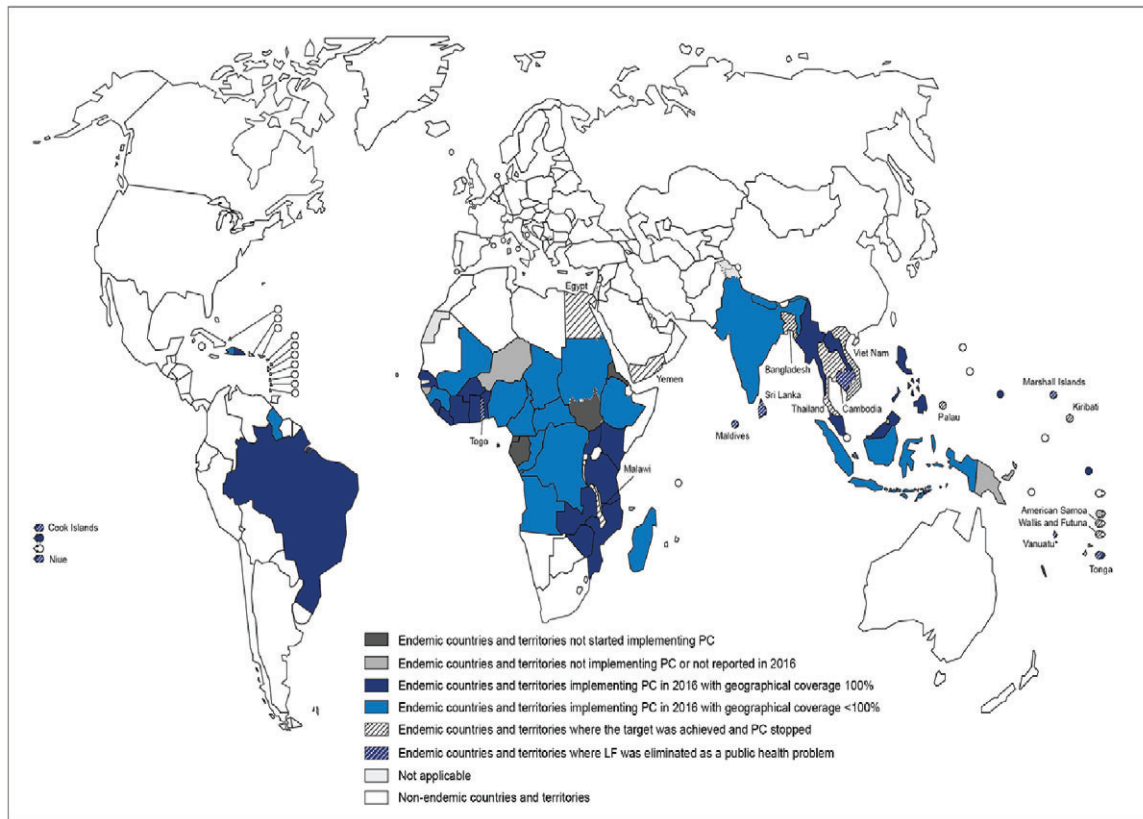 Egypt
Yemen
Togo
Malawi
Bangladesh
Viet Nam
Sri Lanka
Thailand
Cambodia
Maldives
Palau
Marshall Islands
Kiribati
American Samoa
Wallis and Futuna
Vanuatu
Tonga
Cook Islands
Niue
Endemic countries and territories not started implementing PC
Endemic countries and territories not implementing PC or not reported in 2016
Endemic countries and territories implementing PC in 2016 with geographical coverage 100%
Endemic countries and territories implementing PC in 2016 with geographical coverage <100%
Endemic countries and territories where the target was achieved and PC stopped
Endemic countries and territories where LF was eliminated as a public health problem
Not applicable
Non-endemic countries and territories